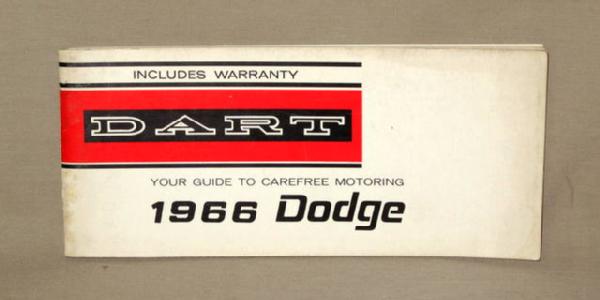 INCLUDES WARRANTY
DART
YOUR GUIDE TO CAREFREE MOTORING
1966 Dodge